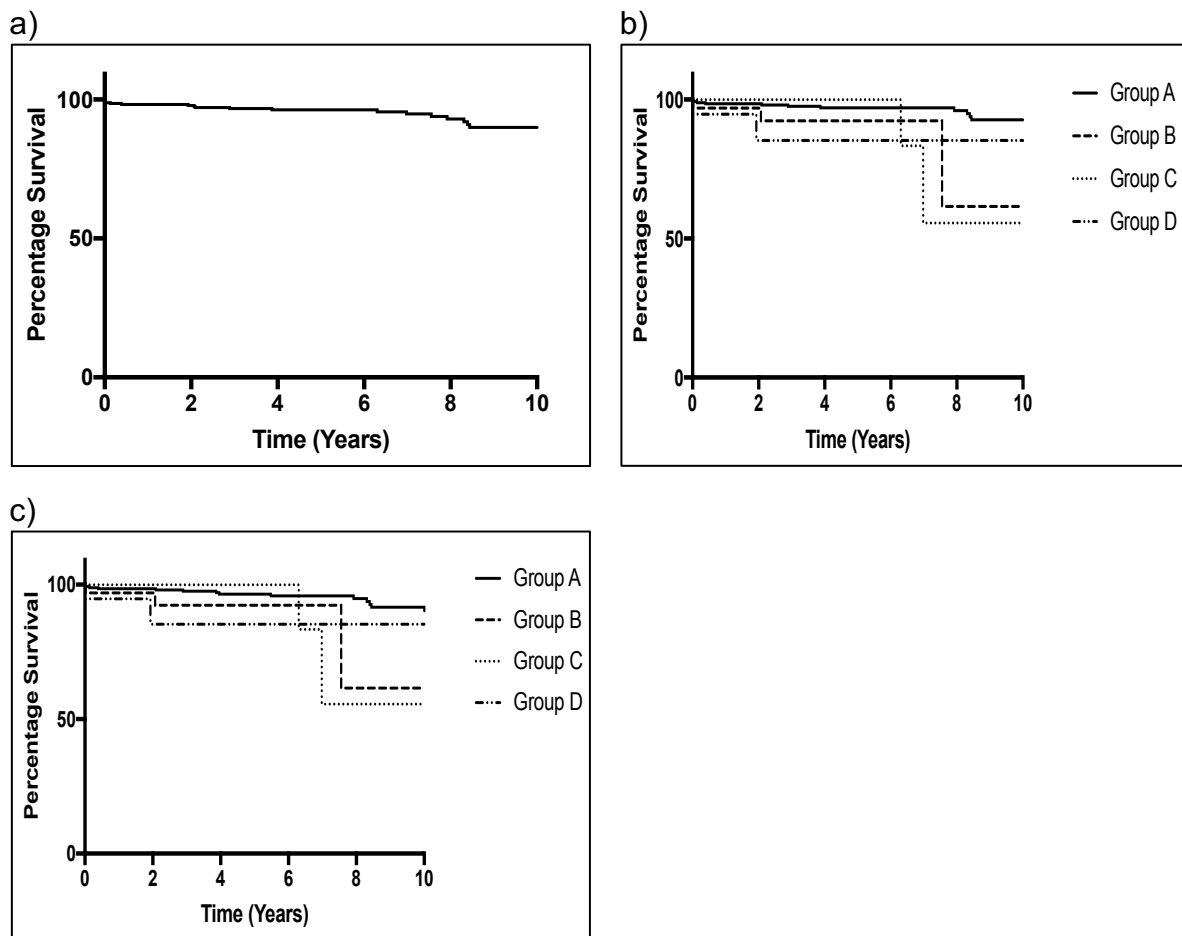 a)
100
50
0
Percentage Survival
0 2 4 6 8 10
Time (Years)
b)
100
50
0
Percentage Survival
0 2 4 6 8 10
Time (Years)
Group A
Group B
Group C
Group D
c)
100
50
0
Percentage Survival
0 2 4 6 8 10
Time (Years)
Group A
Group B
Group C
Group D